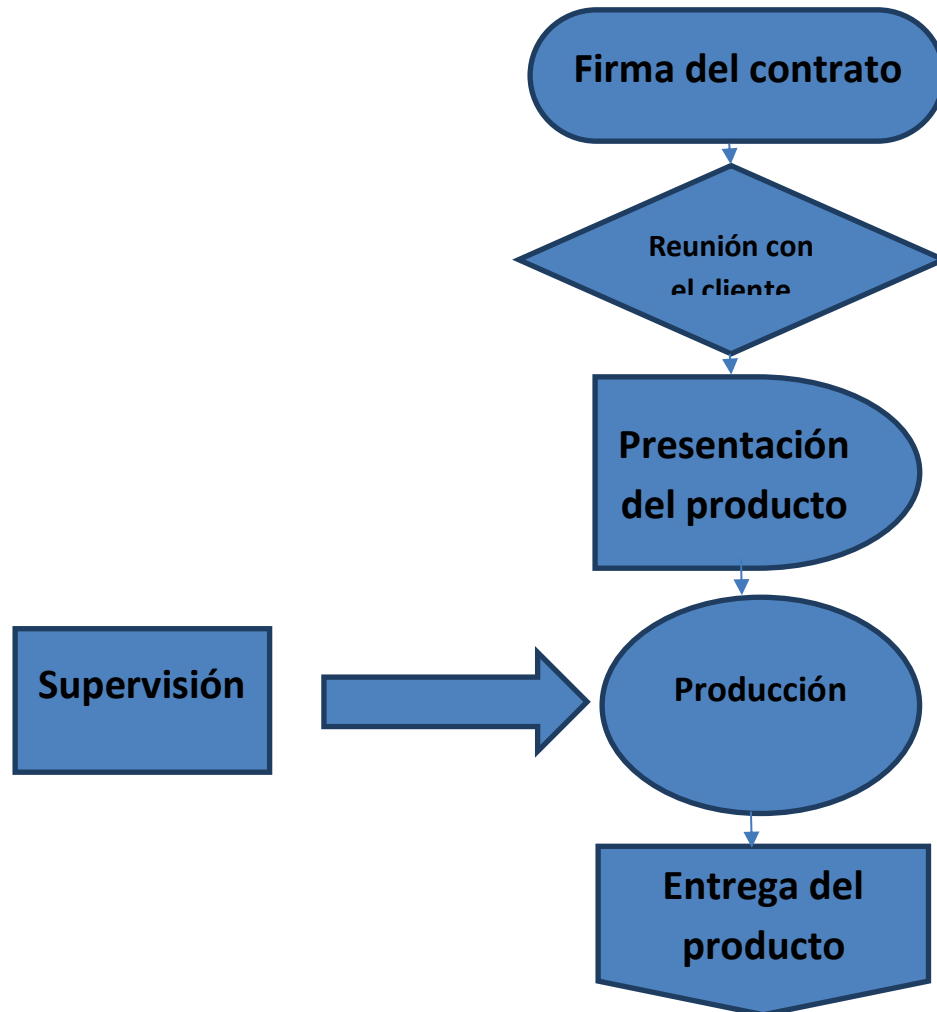 Firma del contrato
Reunión con
el cliente
Presentación
del producto
Supervisión
Producción
Entrega del
producto